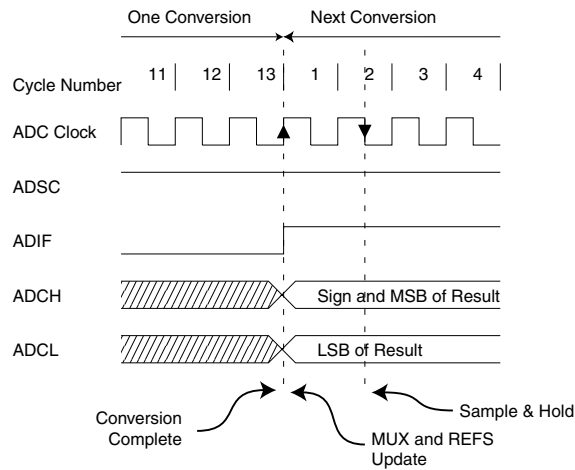 One Conversion Next Conversion
Cycle Number 11 12 13 1 2 3 4
ADC Clock
ADSC
ADIF
ADCH Sign and MSB of Result
ADCL LSB of Result
Conversion
Complete
MUX and REFS
Update
Sample & Hold